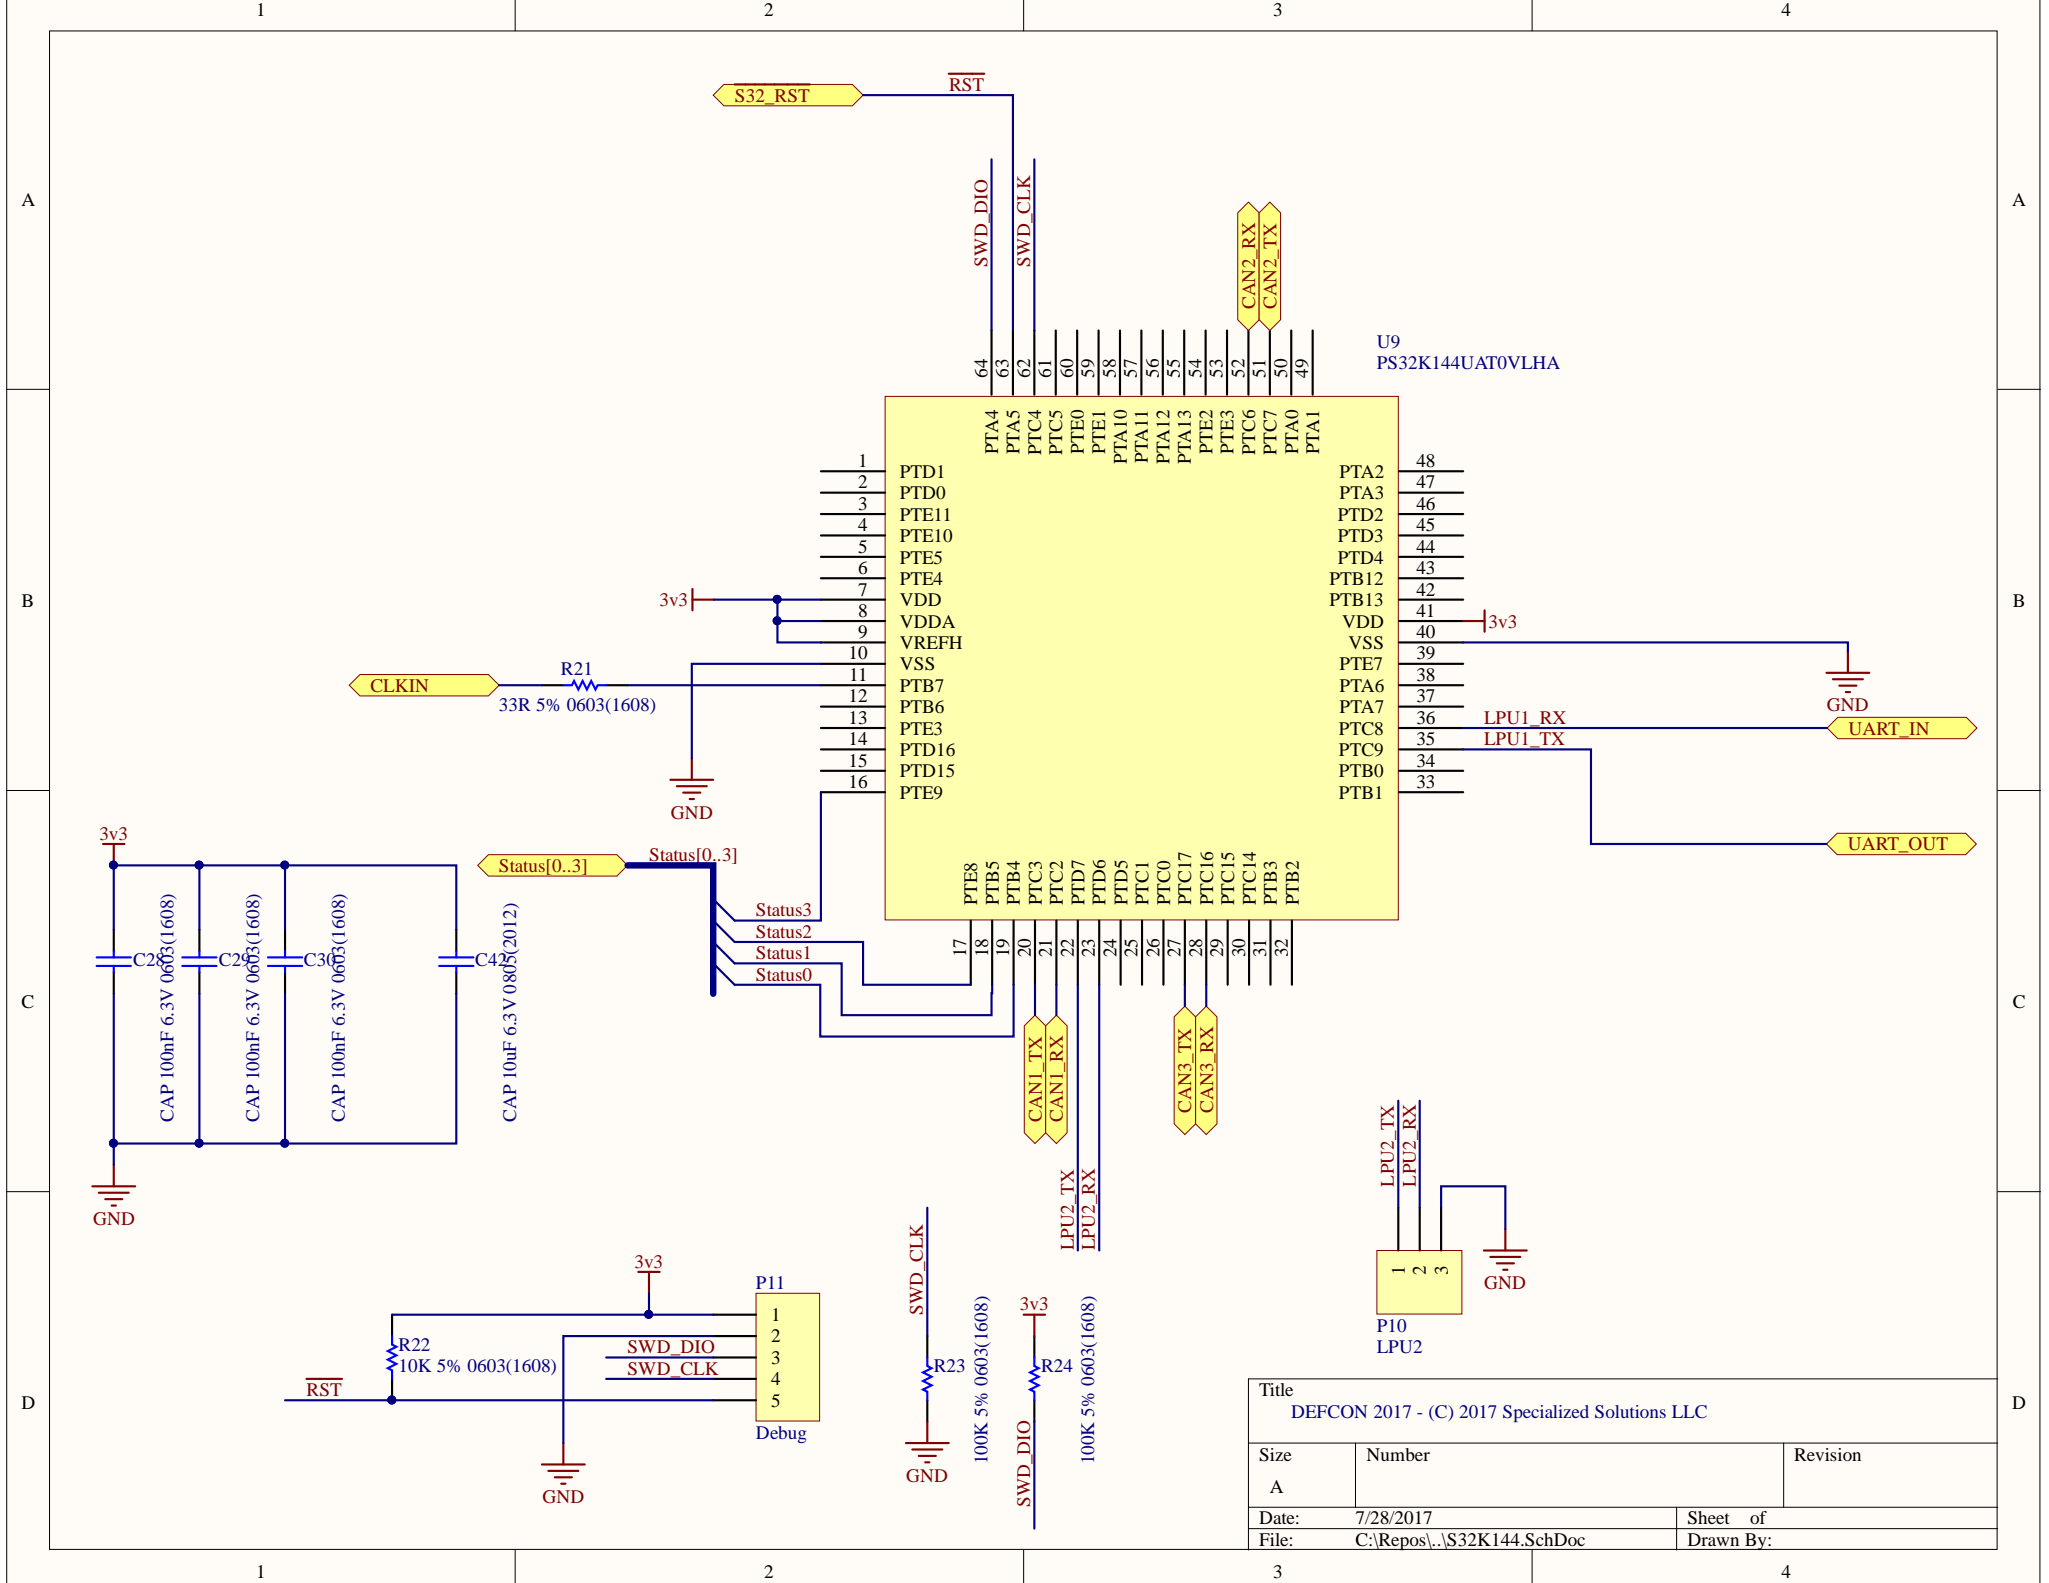 1
2
3
4
A
A
B
B
C
C
D
D
S32_RST
RST
SWD_DIO
SWD_CLK
CAN2_RX
CAN2_TX
U9
PS32K144UAT0VLHA
64
63
62
61
60
59
58
57
56
55
54
53
52
51
50
49
PTA4
PTA5
PTC4
PTC5
PTE0
PTE1
PTA10
PTA11
PTA12
PTA13
PTE2
PTE3
PTC6
PTC7
PTA0
PTA1
1 PTD1
2 PTD0
3 PTE11
4 PTE10
5 PTE5
6 PTE4
7 VDD
8 VDDA
9 VREFH
10 VSS
11 PTB7
12 PTB6
13 PTE3
14 PTD16
15 PTD15
16 PTE9
PTA2 48
PTA3 47
PTD2 46
PTD3 45
PTD4 44
PTB12 43
PTB13 42
VDD 41
VSS 40
PTE7 39
PTA6 38
PTA7 37
PTC8 36
PTC9 35
PTB0 34
PTB1 33
3v3
3v3
GND
CLKIN
R21
33R 5% 0603(1608)
GND
LPU1_RX
UART_IN
LPU1_TX
UART_OUT
PTE8
PTB5
PTB4
PTC3
PTC2
PTD7
PTD6
PTD5
PTC1
PTC0
PTC17
PTC16
PTC15
PTC14
PTB3
PTB2
17
18
19
20
21
22
23
24
25
26
27
28
29
30
31
32
Status[0..3]
Status[0..3]
Status3
Status2
Status1
Status0
CAN1_TX
CAN1_RX
CAN3_TX
CAN3_RX
LPU2_TX
LPU2_RX
3v3
C28
CAP 100nF 6.3V 0603(1608)
C29
CAP 100nF 6.3V 0603(1608)
C30
CAP 100nF 6.3V 0603(1608)
C42
CAP 10uF 6.3V 0805(2012)
GND
LPU2_TX
LPU2_RX
1
2
3
GND
P10
LPU2
3v3
P11
1
2
3
4
5
Debug
R22
10K 5% 0603(1608)
SWD_DIO
SWD_CLK
RST
GND
SWD_CLK
R23
100K 5% 0603(1608)
GND
3v3
R24
100K 5% 0603(1608)
SWD_DIO
Title
DEFCON 2017 - (C) 2017 Specialized Solutions LLC
Size
Number
Revision
A
Date: 7/28/2017
Sheet of
File: C:\Repos\..\S32K144.SchDoc
Drawn By:
1
2
3
4